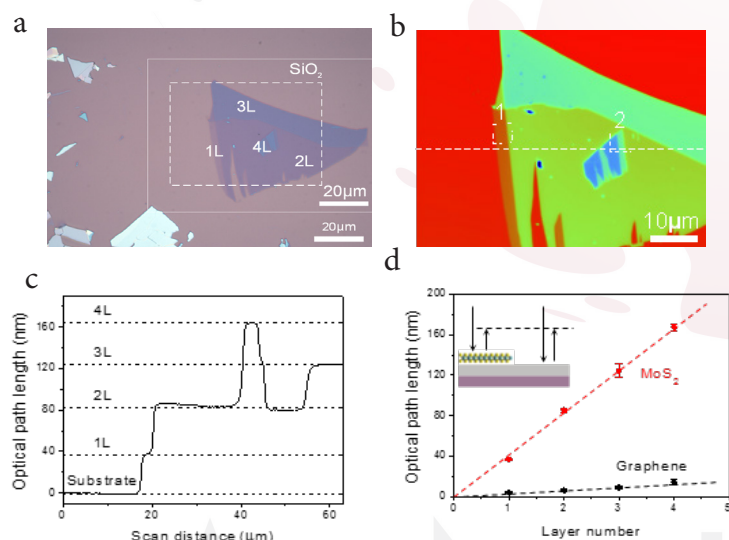 a
SiO₂
3L
1L
4L
2L
20μm
20μm
b
1
2
10μm
c
Optical path length (nm)
160
120
80
40
0
4L
3L
2L
1L
Substrate
0
20
40
60
Scan distance (μm)
d
Optical path length (nm)
200
160
120
80
40
0
MoS₂
Graphene
0
1
2
3
4
5
Layer number